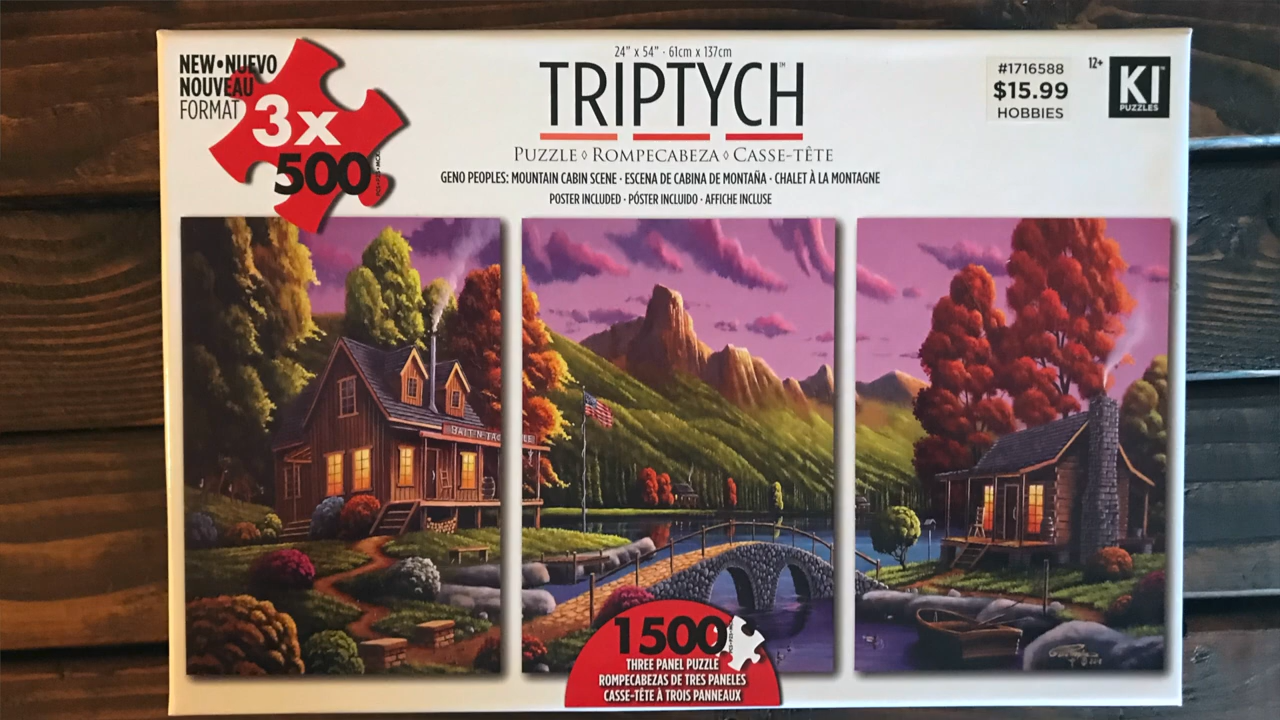 NEW•NUEVO
NOUVEAU
FORMAT
3x
500
24" x 54" · 61cm x 137cm
TRIPTYCH™
PUZZLE ◊ ROMPECABEZA ◊ CASSE-TÊTE
GENO PEOPLES: MOUNTAIN CABIN SCENE · ESCENA DE CABINA DE MONTAÑA · CHALET À LA MONTAGNE
POSTER INCLUDED · PÓSTER INCLUIDO · AFFICHE INCLUSE
#1716588
$15.99
HOBBIES
12+
KI
PUZZLES
BAIT'N TACKLE
1500
THREE PANEL PUZZLE
ROMPECABEZAS DE TRES PANELES
CASSE-TÊTE À TROIS PANNEAUX